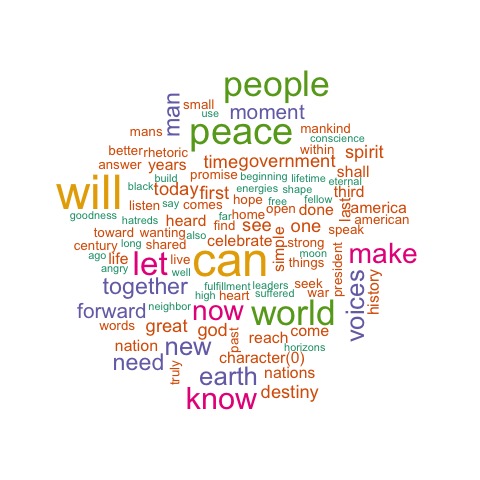 people
small
man
use
moment
peace
mans
mankind
conscience
better
rhetoric
within
spirit
answer
years
time
government
promise
shall
build
beginning
lifetime
eternal
will
black
today
first
energies
shape
third
listen
say
comes
hope
free
fellow
last
america
goodness
hatreds
heard
far
home
open
done
american
find
see
one
speak
toward
wanting
also
celebrate
simple
strong
century
long
shared
moon
make
ago
life
let
live
can
things
president
angry
well
together
fulfillment
leaders
seek
voices
history
high
heart
suffered
war
forward
neighbor
now
world
words
great
god
past
reach
come
nation
new
horizons
need
character(0)
truly
earth
nations
know
destiny